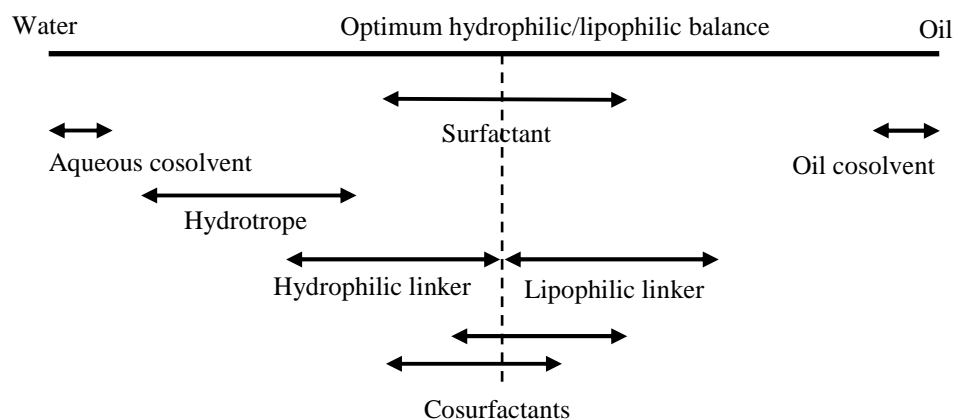 Water
Optimum hydrophilic/lipophilic balance
Oil
Surfactant
Aqueous cosolvent
Oil cosolvent
Hydrotrope
Hydrophilic linker
Lipophilic linker
Cosurfactants